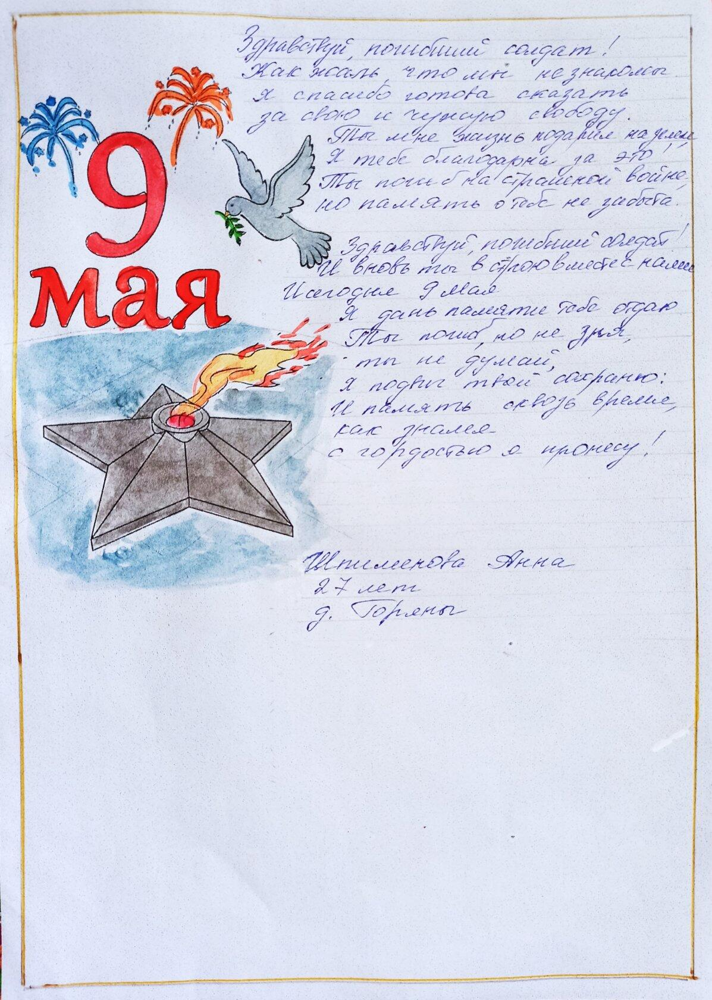 9
мая
Здравствуй, погибший солдат!
Как жаль, что мы не знакомы
Я спасибо готова сказать
за свою и чужую свободу.
Ты мне жизнь подарил на земле,
Я тебе благодарна за это!
Ты погиб на страшной войне,
но память о тебе не забыта.
Здравствуй, погибший солдат!
И вновь ты в строю вместе с нами
И сегодня 9 Мая
Я дань памяти тебе отдаю
Ты погиб, но не зря,
ты не думай,
Я подвиг твой сохраню:
И память сквозь время,
как знамя
с гордостью я пронесу!
Анна
27 лет
д. Горяны